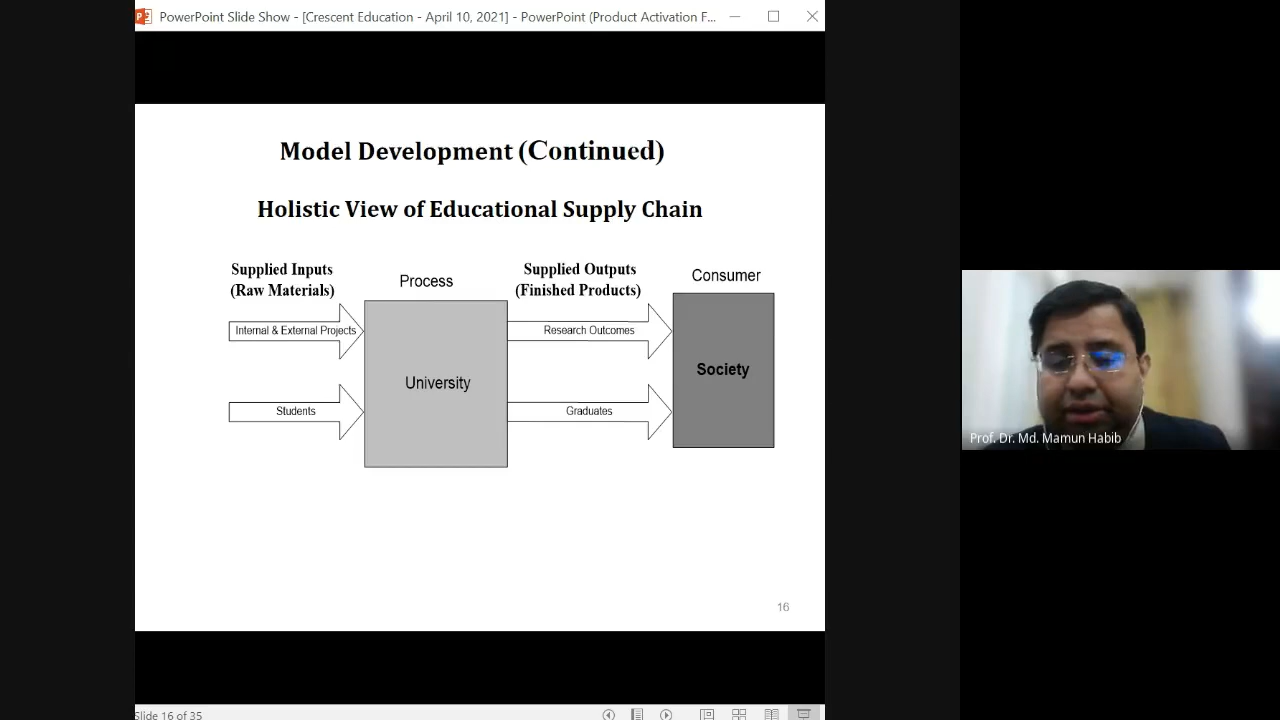 PowerPoint Slide Show - [Crescent Education - April 10, 2021] - PowerPoint (Product Activation F...
Model Development (Continued)
Holistic View of Educational Supply Chain
Supplied Inputs
(Raw Materials)
Process
Supplied Outputs
(Finished Products)
Consumer
Internal & External Projects
Research Outcomes
University
Society
Students
Graduates
Prof. Dr. Md. Mamun Habib
16
Slide 16 of 35